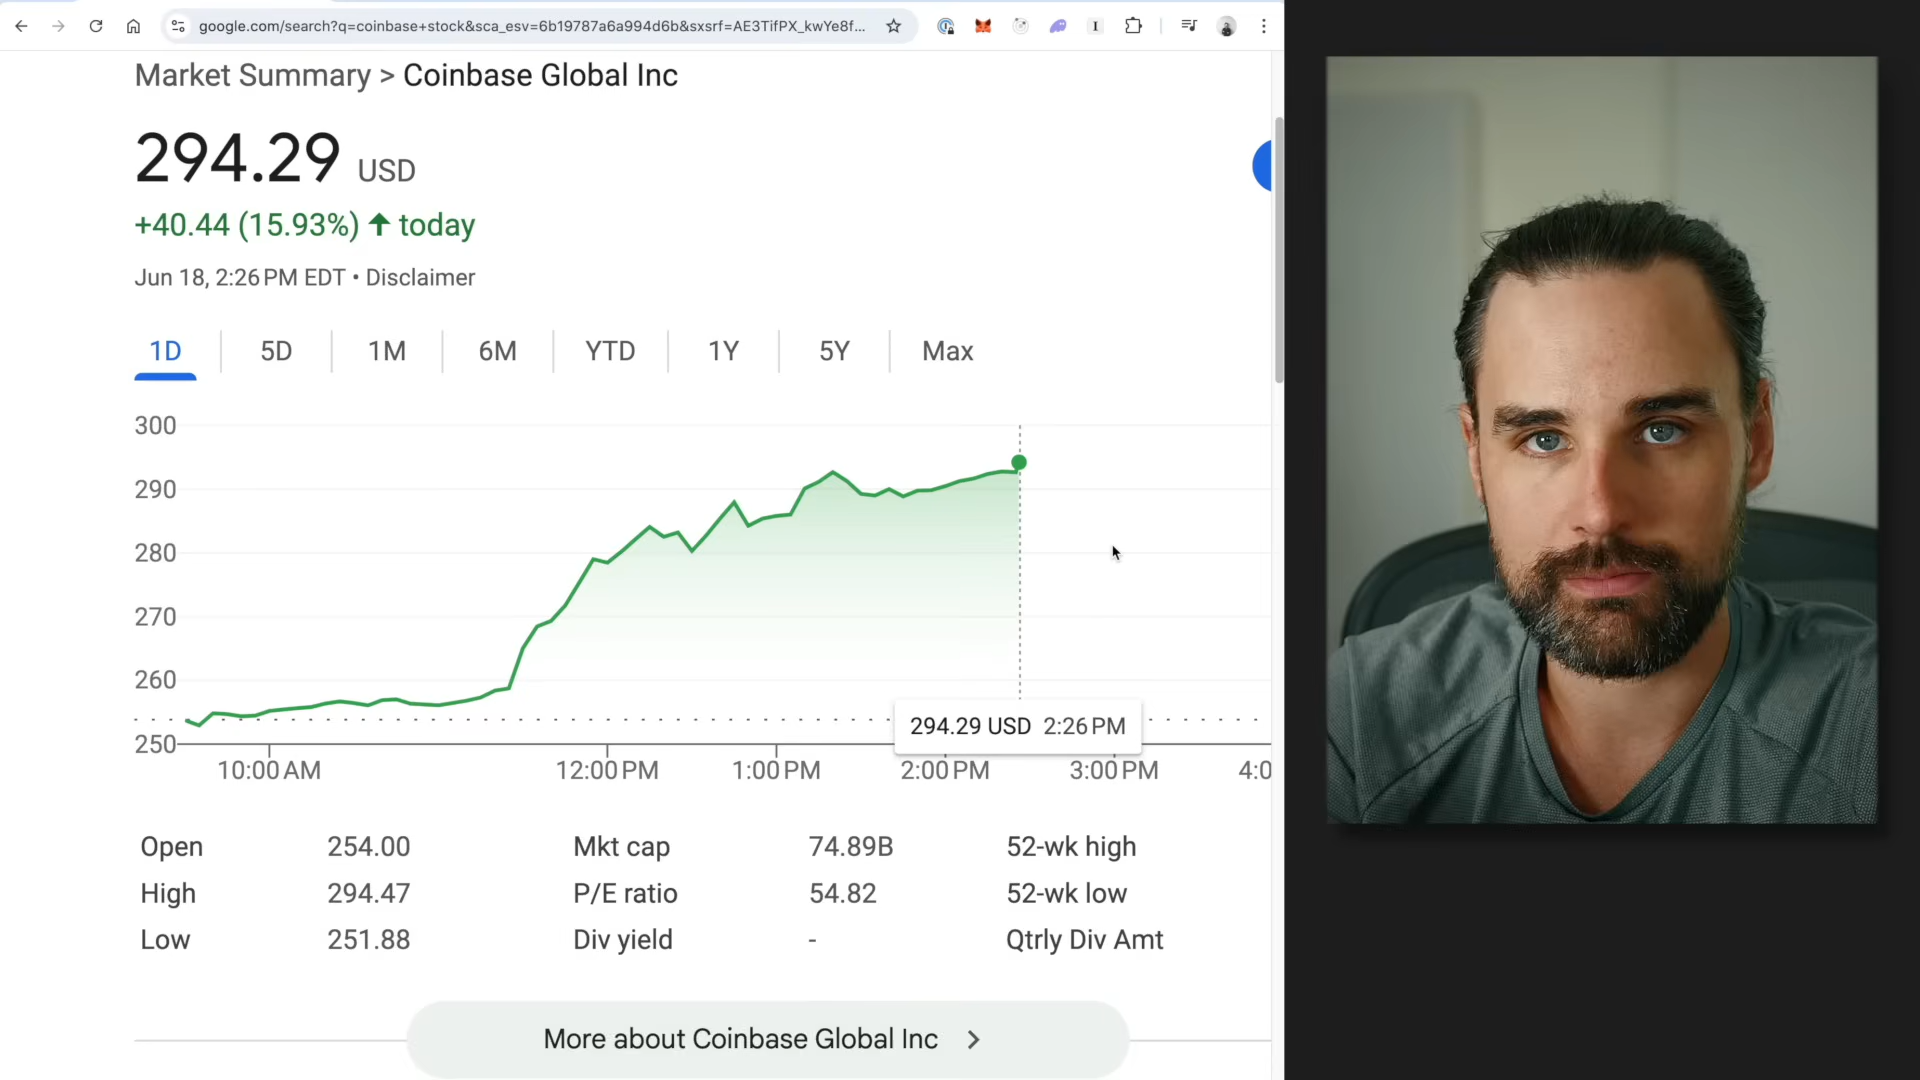 google.com/search?q=coinbase+stock&sca_esv=6b19787a6a994d6b&sxsrf=AE3TifPX_kwYe8f...
Market Summary > Coinbase Global Inc
294.29 USD
+40.44 (15.93%) ↑ today
Jun 18, 2:26 PM EDT • Disclaimer
1D 5D 1M 6M YTD 1Y 5Y Max
300
290
280
270
260
250
294.29 USD 2:26 PM
10:00 AM 12:00 PM 1:00 PM 2:00 PM 3:00 PM 4:0
Open 254.00 Mkt cap 74.89B 52-wk high
High 294.47 P/E ratio 54.82 52-wk low
Low 251.88 Div yield - Qtrly Div Amt
More about Coinbase Global Inc >